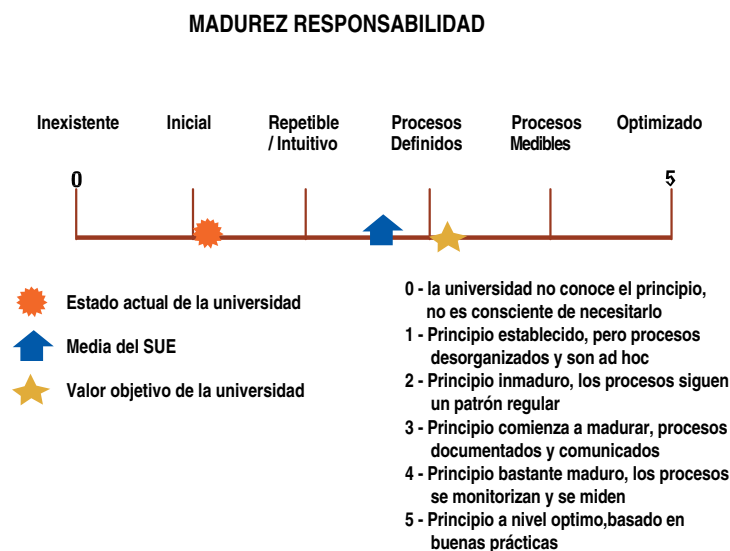 MADUREZ RESPONSABILIDAD
Inexistente
Inicial
Repetible
/ Intuitivo
Procesos
Definidos
Procesos
Medibles
Optimizado
0
5
Estado actual de la universidad
Media del SUE
Valor objetivo de la universidad
0 - la universidad no conoce el principio,
no es consciente de necesitarlo
1 - Principio establecido, pero procesos
desorganizados y son ad hoc
2 - Principio inmaduro, los procesos siguen
un patrón regular
3 - Principio comienza a madurar, procesos
documentados y comunicados
4 - Principio bastante maduro, los procesos
se monitorizan y se miden
5 - Principio a nivel optimo,basado en
buenas prácticas